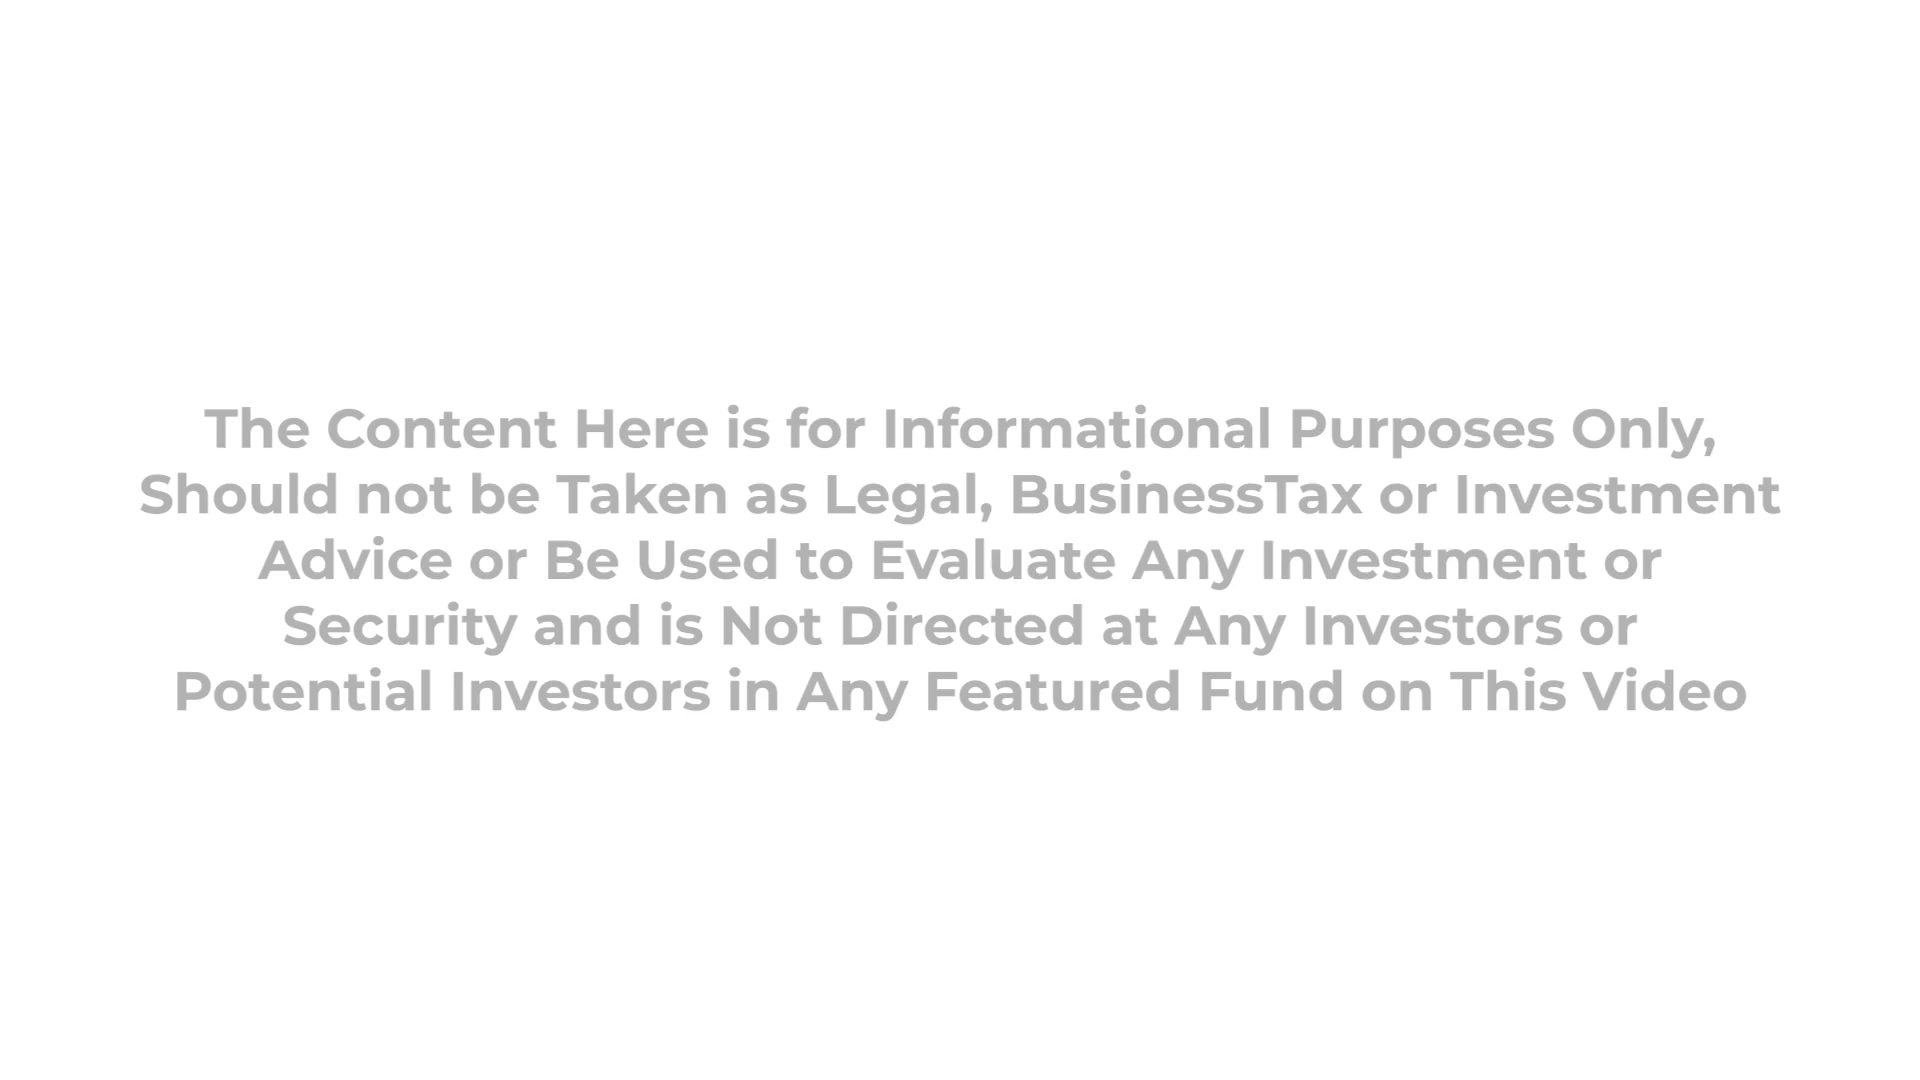 The Content Here is for Informational Purposes Only,
Should not be Taken as Legal, BusinessTax or Investment
Advice or Be Used to Evaluate Any Investment or
Security and is Not Directed at Any Investors or
Potential Investors in Any Featured Fund on This Video